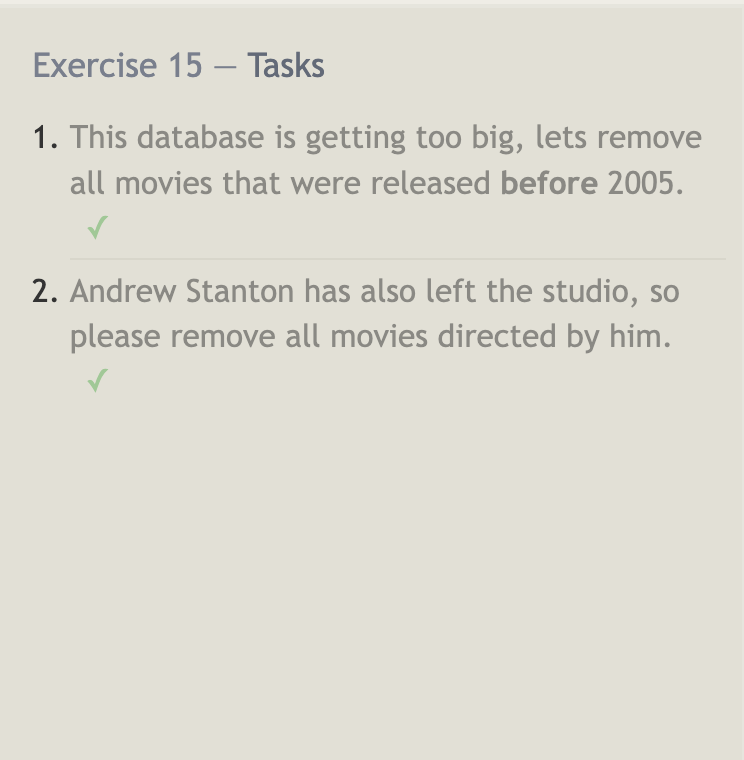 Exercise 15 — Tasks
1. This database is getting too big, lets remove
all movies that were released before 2005.
✓
2. Andrew Stanton has also left the studio, so
please remove all movies directed by him.
✓